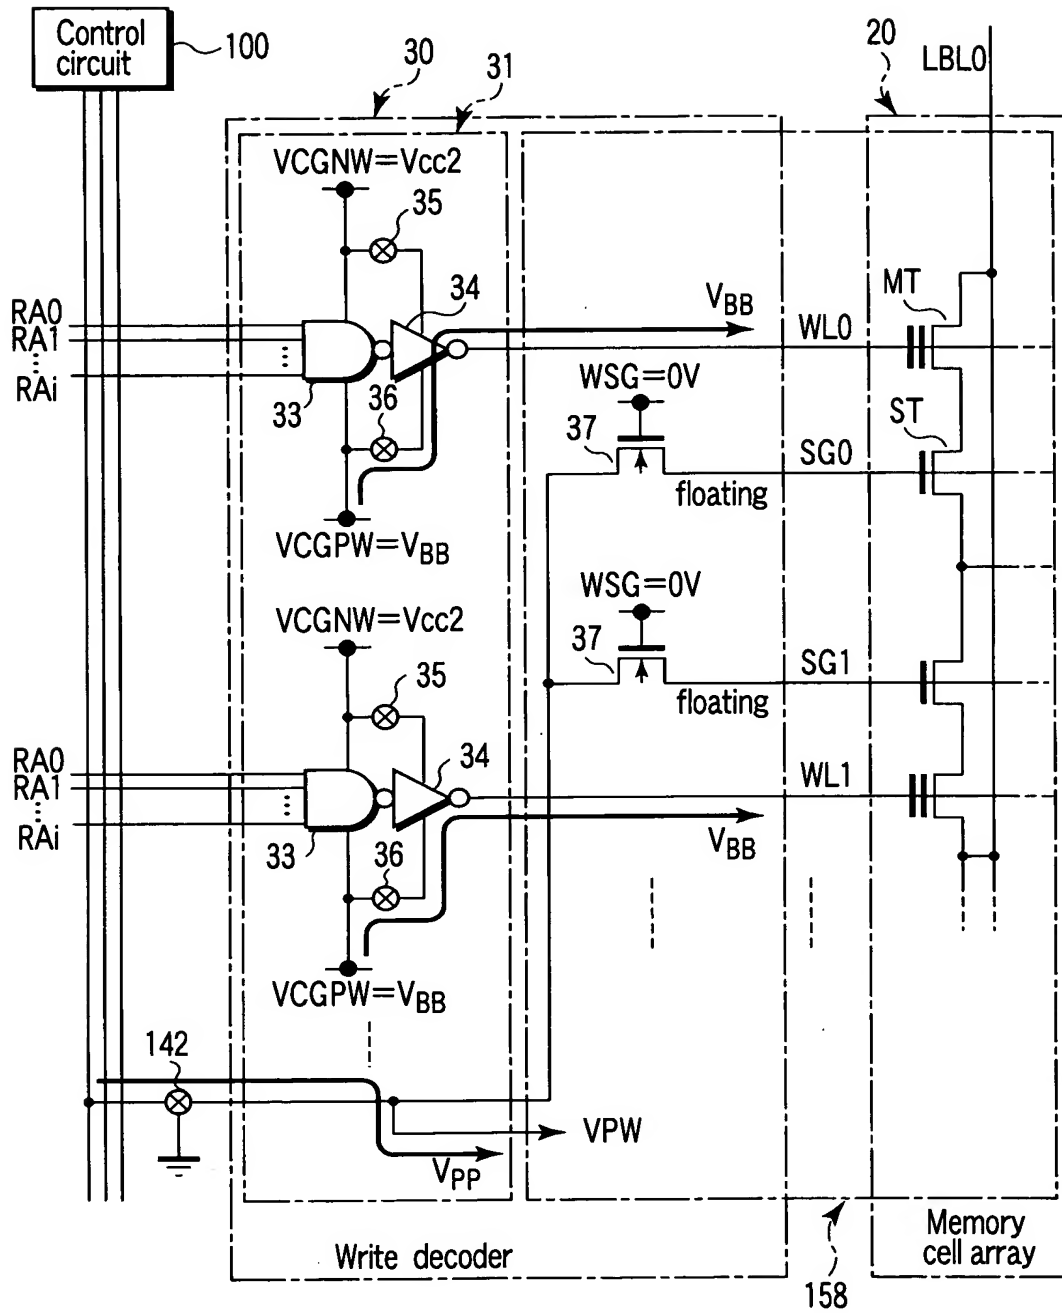 Control
circuit
100
20
LBL0
30
31
VCGNW=Vcc2
35
34
RA0
RA1
RAi
33
36
VCGPW=VBB
VBB
WL0
MT
WSG=0V
37
SG0
ST
floating
WSG=0V
37
SG1
floating
VCGNW=Vcc2
35
34
RA0
RA1
RAi
33
36
VCGPW=VBB
VBB
WL1
142
VPW
VPP
Write decoder
158
Memory
cell array